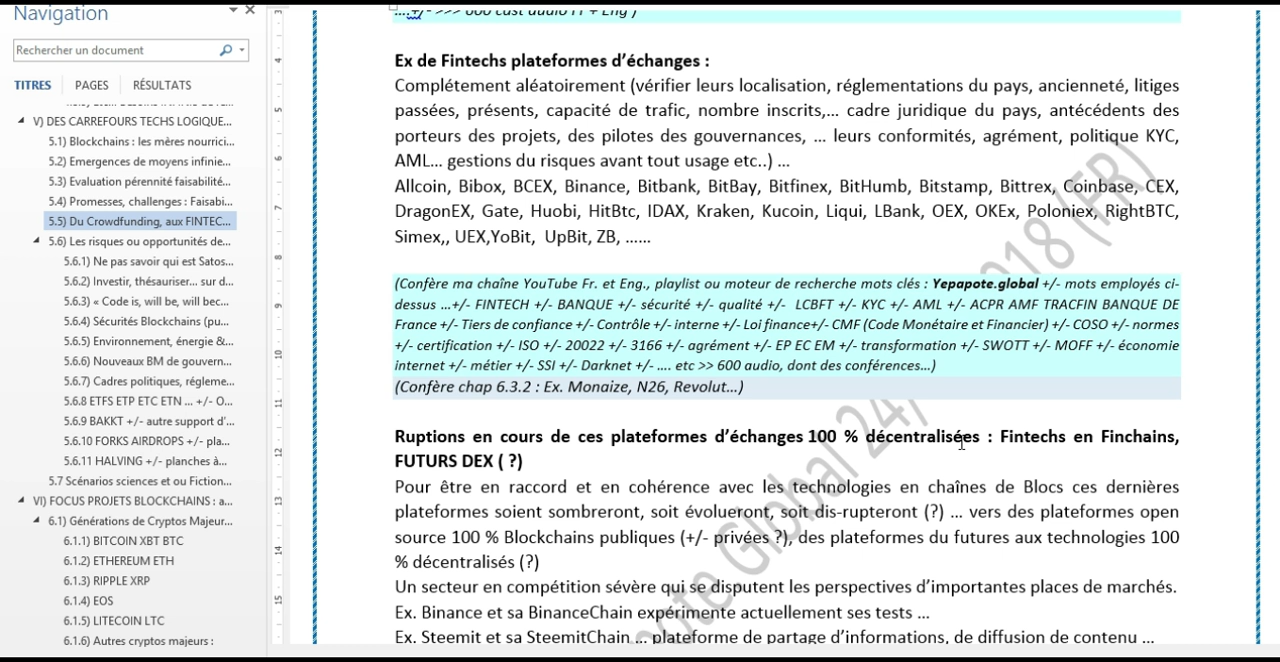 Navigation
Rechercher un document
TITRES PAGES RÉSULTATS
V) DES CARREFOURS TECHS LOGIQUE...
5.1) Blockchains : les mères nourrici...
5.2) Emergences de moyens infinie...
5.3) Evaluation pérennité faisabilité...
5.4) Promesses, challenges : Faisabi...
5.5) Du Crowdfunding, aux FINTEC...
5.6) Les risques ou opportunités de...
5.6.1) Ne pas savoir qui est Satos...
5.6.2) Investir, thésauriser... sur d...
5.6.3) « Code is, will be, will bec...
5.6.4) Sécurités Blockchains (pu...
5.6.5) Environnement, énergie &...
5.6.6) Nouveaux BM de gouvern...
5.6.7) Cadres politiques, régleme...
5.6.8 ETFS ETP ETC ETN ... +/- O...
5.6.9 BAKKT +/- autre support d'...
5.6.10 FORKS AIRDROPS +/- pla...
5.6.11 HALVING +/- planches à...
5.7 Scénarios sciences et ou Fiction...
VI) FOCUS PROJETS BLOCKCHAINS : a...
6.1) Générations de Cryptos Majeur...
6.1.1) BITCOIN XBT BTC
6.1.2) ETHEREUM ETH
6.1.3) RIPPLE XRP
6.1.4) EOS
6.1.5) LITECOIN LTC
6.1.6) Autres cryptos majeurs :
3
4
5
6
7
8
9
10
11
12
13
14
15
....+/- >>> 600 cast audio Fr + Eng )
Ex de Fintechs plateformes d’échanges :
Complétement aléatoirement (vérifier leurs localisation, réglementations du pays, ancienneté, litiges
passées, présents, capacité de trafic, nombre inscrits,... cadre juridique du pays, antécédents des
porteurs des projets, des pilotes des gouvernances, ... leurs conformités, agrément, politique KYC,
AML... gestions du risques avant tout usage etc..) ...
Allcoin, Bibox, BCEX, Binance, Bitbank, BitBay, Bitfinex, BitHumb, Bitstamp, Bittrex, Coinbase, CEX,
DragonEX, Gate, Huobi, HitBtc, IDAX, Kraken, Kucoin, Liqui, LBank, OEX, OKEx, Poloniex, RightBTC,
Simex,, UEX,YoBit, UpBit, ZB, ......
(Confère ma chaîne YouTube Fr. et Eng., playlist ou moteur de recherche mots clés : Yepapote.global +/- mots employés ci-
dessus ...+/- FINTECH +/- BANQUE +/- sécurité +/- qualité +/- LCBFT +/- KYC +/- AML +/- ACPR AMF TRACFIN BANQUE DE
France +/- Tiers de confiance +/- Contrôle +/- interne +/- Loi finance+/- CMF (Code Monétaire et Financier) +/- COSO +/- normes
+/- certification +/- ISO +/- 20022 +/- 3166 +/- agrément +/- EP EC EM +/- transformation +/- SWOTT +/- MOFF +/- économie
internet +/- métier +/- SSI +/- Darknet +/- .... etc >> 600 audio, dont des conférences...)
(Confère chap 6.3.2 : Ex. Monaize, N26, Revolut...)
Ruptions en cours de ces plateformes d’échanges 100 % décentralisées : Fintechs en Finchains,
FUTURS DEX ( ?)
Pour être en raccord et en cohérence avec les technologies en chaînes de Blocs ces dernières
plateformes soient sombreront, soit évolueront, soit dis-rupteront (?) ... vers des plateformes open
source 100 % Blockchains publiques (+/- privées ?), des plateformes du futures aux technologies 100
% décentralisés (?)
Un secteur en compétition sévère qui se disputent les perspectives d’importantes places de marchés.
Ex. Binance et sa BinanceChain expérimente actuellement ses tests ...
Ex. Steemit et sa SteemitChain ... plateforme de partage d’informations, de diffusion de contenu ...